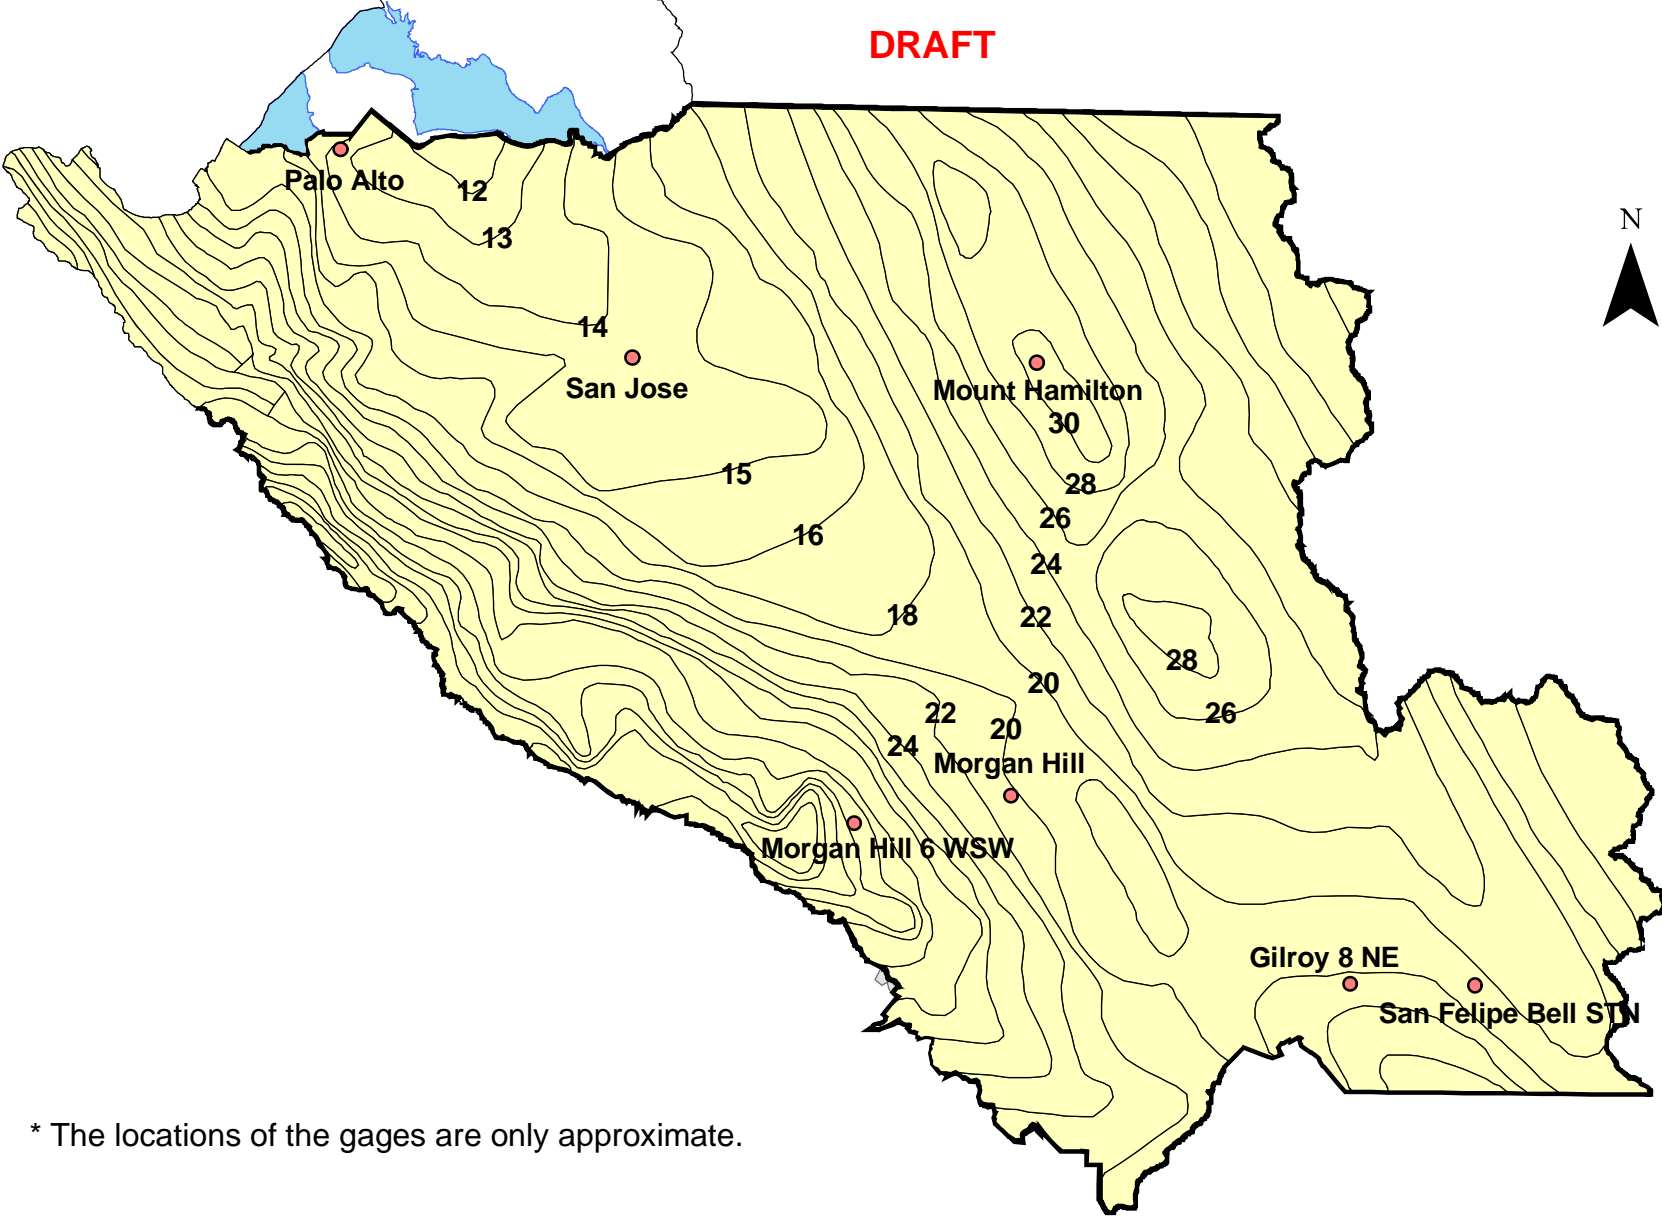 DRAFT
Palo Alto
12
N
13
14
San Jose
Mount Hamilton
30
15
28
26
16
24
18
22
28
20
22
26
20
24
Morgan Hill
Morgan Hill 6 WSW
Gilroy 8 NE
San Felipe Bell STN
* The locations of the gages are only approximate.